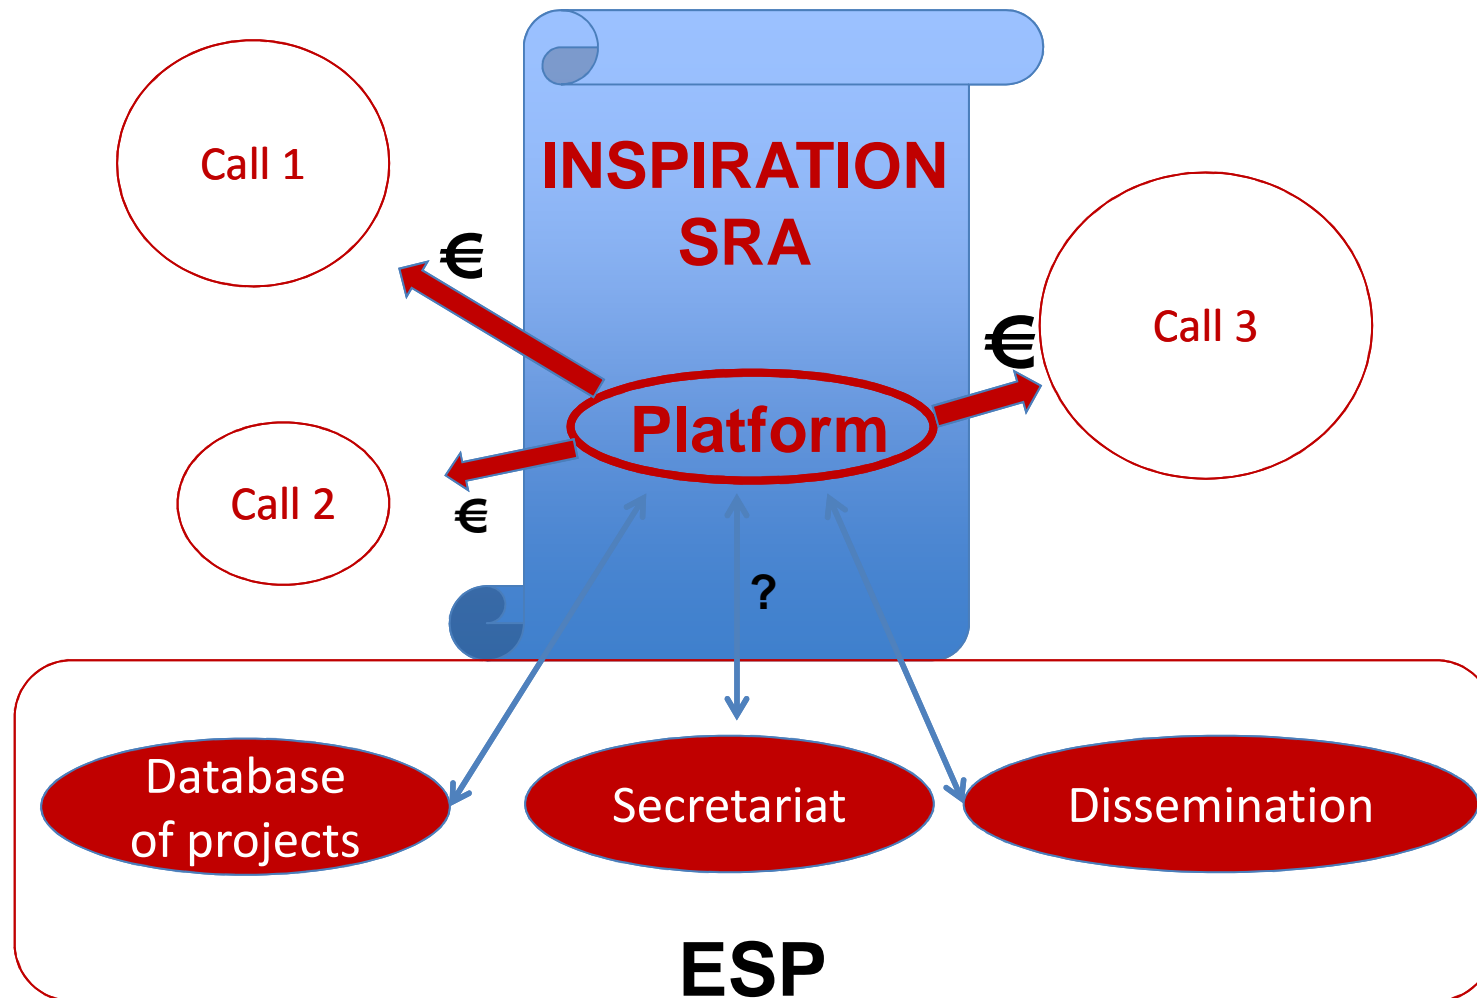 INSPIRATION
SRA
Call 1
€
Call 3
€
Platform
Call 2
€
?
Database
of projects
Secretariat
Dissemination
ESP